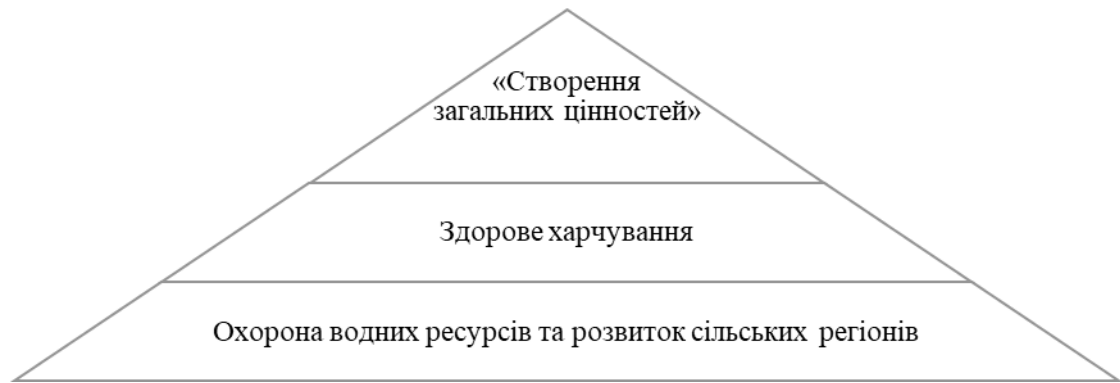 «Створення
загальних цінностей»
Здорове харчування
Охорона водних ресурсів та розвиток сільських регіонів